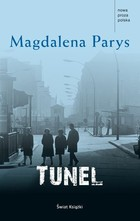 nowa
proza
polska
Magdalena Parys
TUNEL
Świat Książki